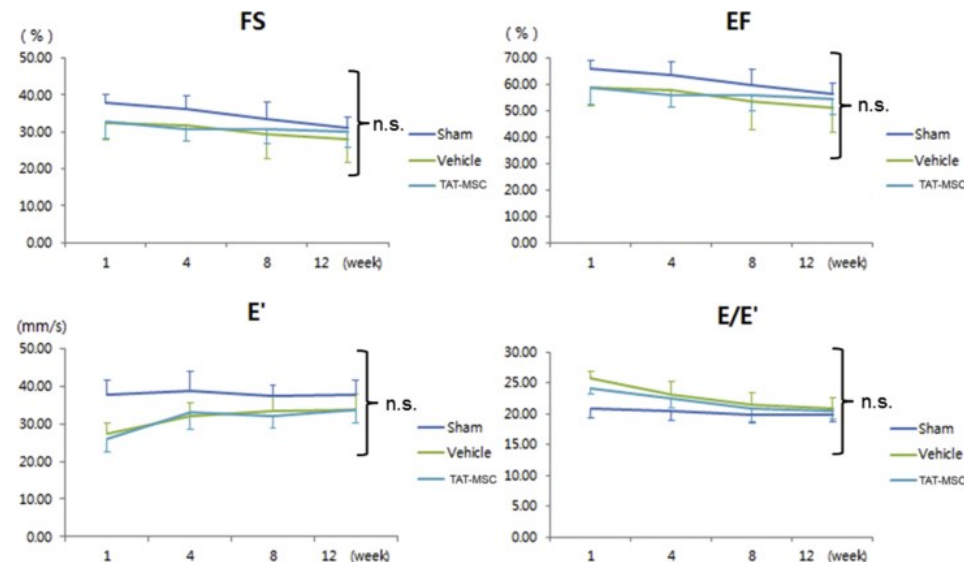 FS
( % )
50.00
40.00
30.00
20.00
10.00
0.00
1 4 8 12 (week)
n.s.
Sham
Vehicle
TAT-MSC
EF
( % )
70.00
60.00
50.00
40.00
30.00
20.00
10.00
0.00
1 4 8 12 (week)
n.s.
Sham
Vehicle
TAT-MSC
E'
(mm/s)
50.00
40.00
30.00
20.00
10.00
0.00
1 4 8 12 (week)
n.s.
Sham
Vehicle
TAT-MSC
E/E'
30.00
25.00
20.00
15.00
10.00
5.00
0.00
1 4 8 12 (week)
n.s.
Sham
Vehicle
TAT-MSC